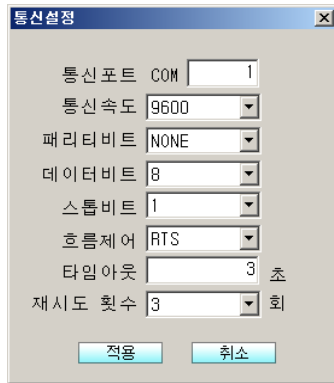 통신설정
통신포트 COM 1
통신속도 9600
패리티비트 NONE
데이터비트 8
스톱비트 1
흐름제어 RTS
타임아웃 3 초
재시도 횟수 3 회
적용 취소